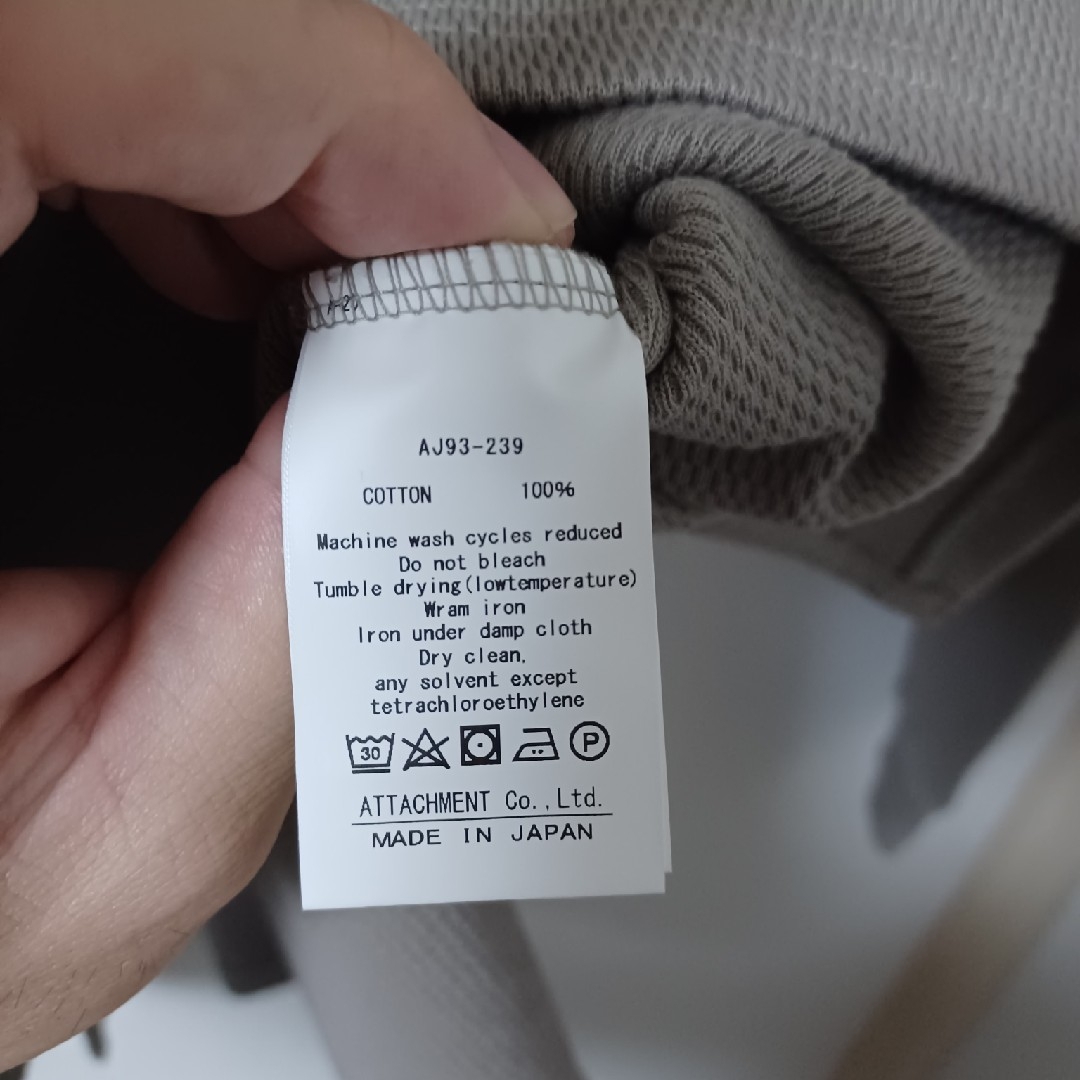 AJ93-239
COTTON 100%
Machine wash cycles reduced
Do not bleach
Tumble drying(lowtemperature)
Wram iron
Iron under damp cloth
Dry clean,
any solvent except
tetrachloroethylene
30 P
ATTACHMENT Co.,Ltd.
MADE IN JAPAN